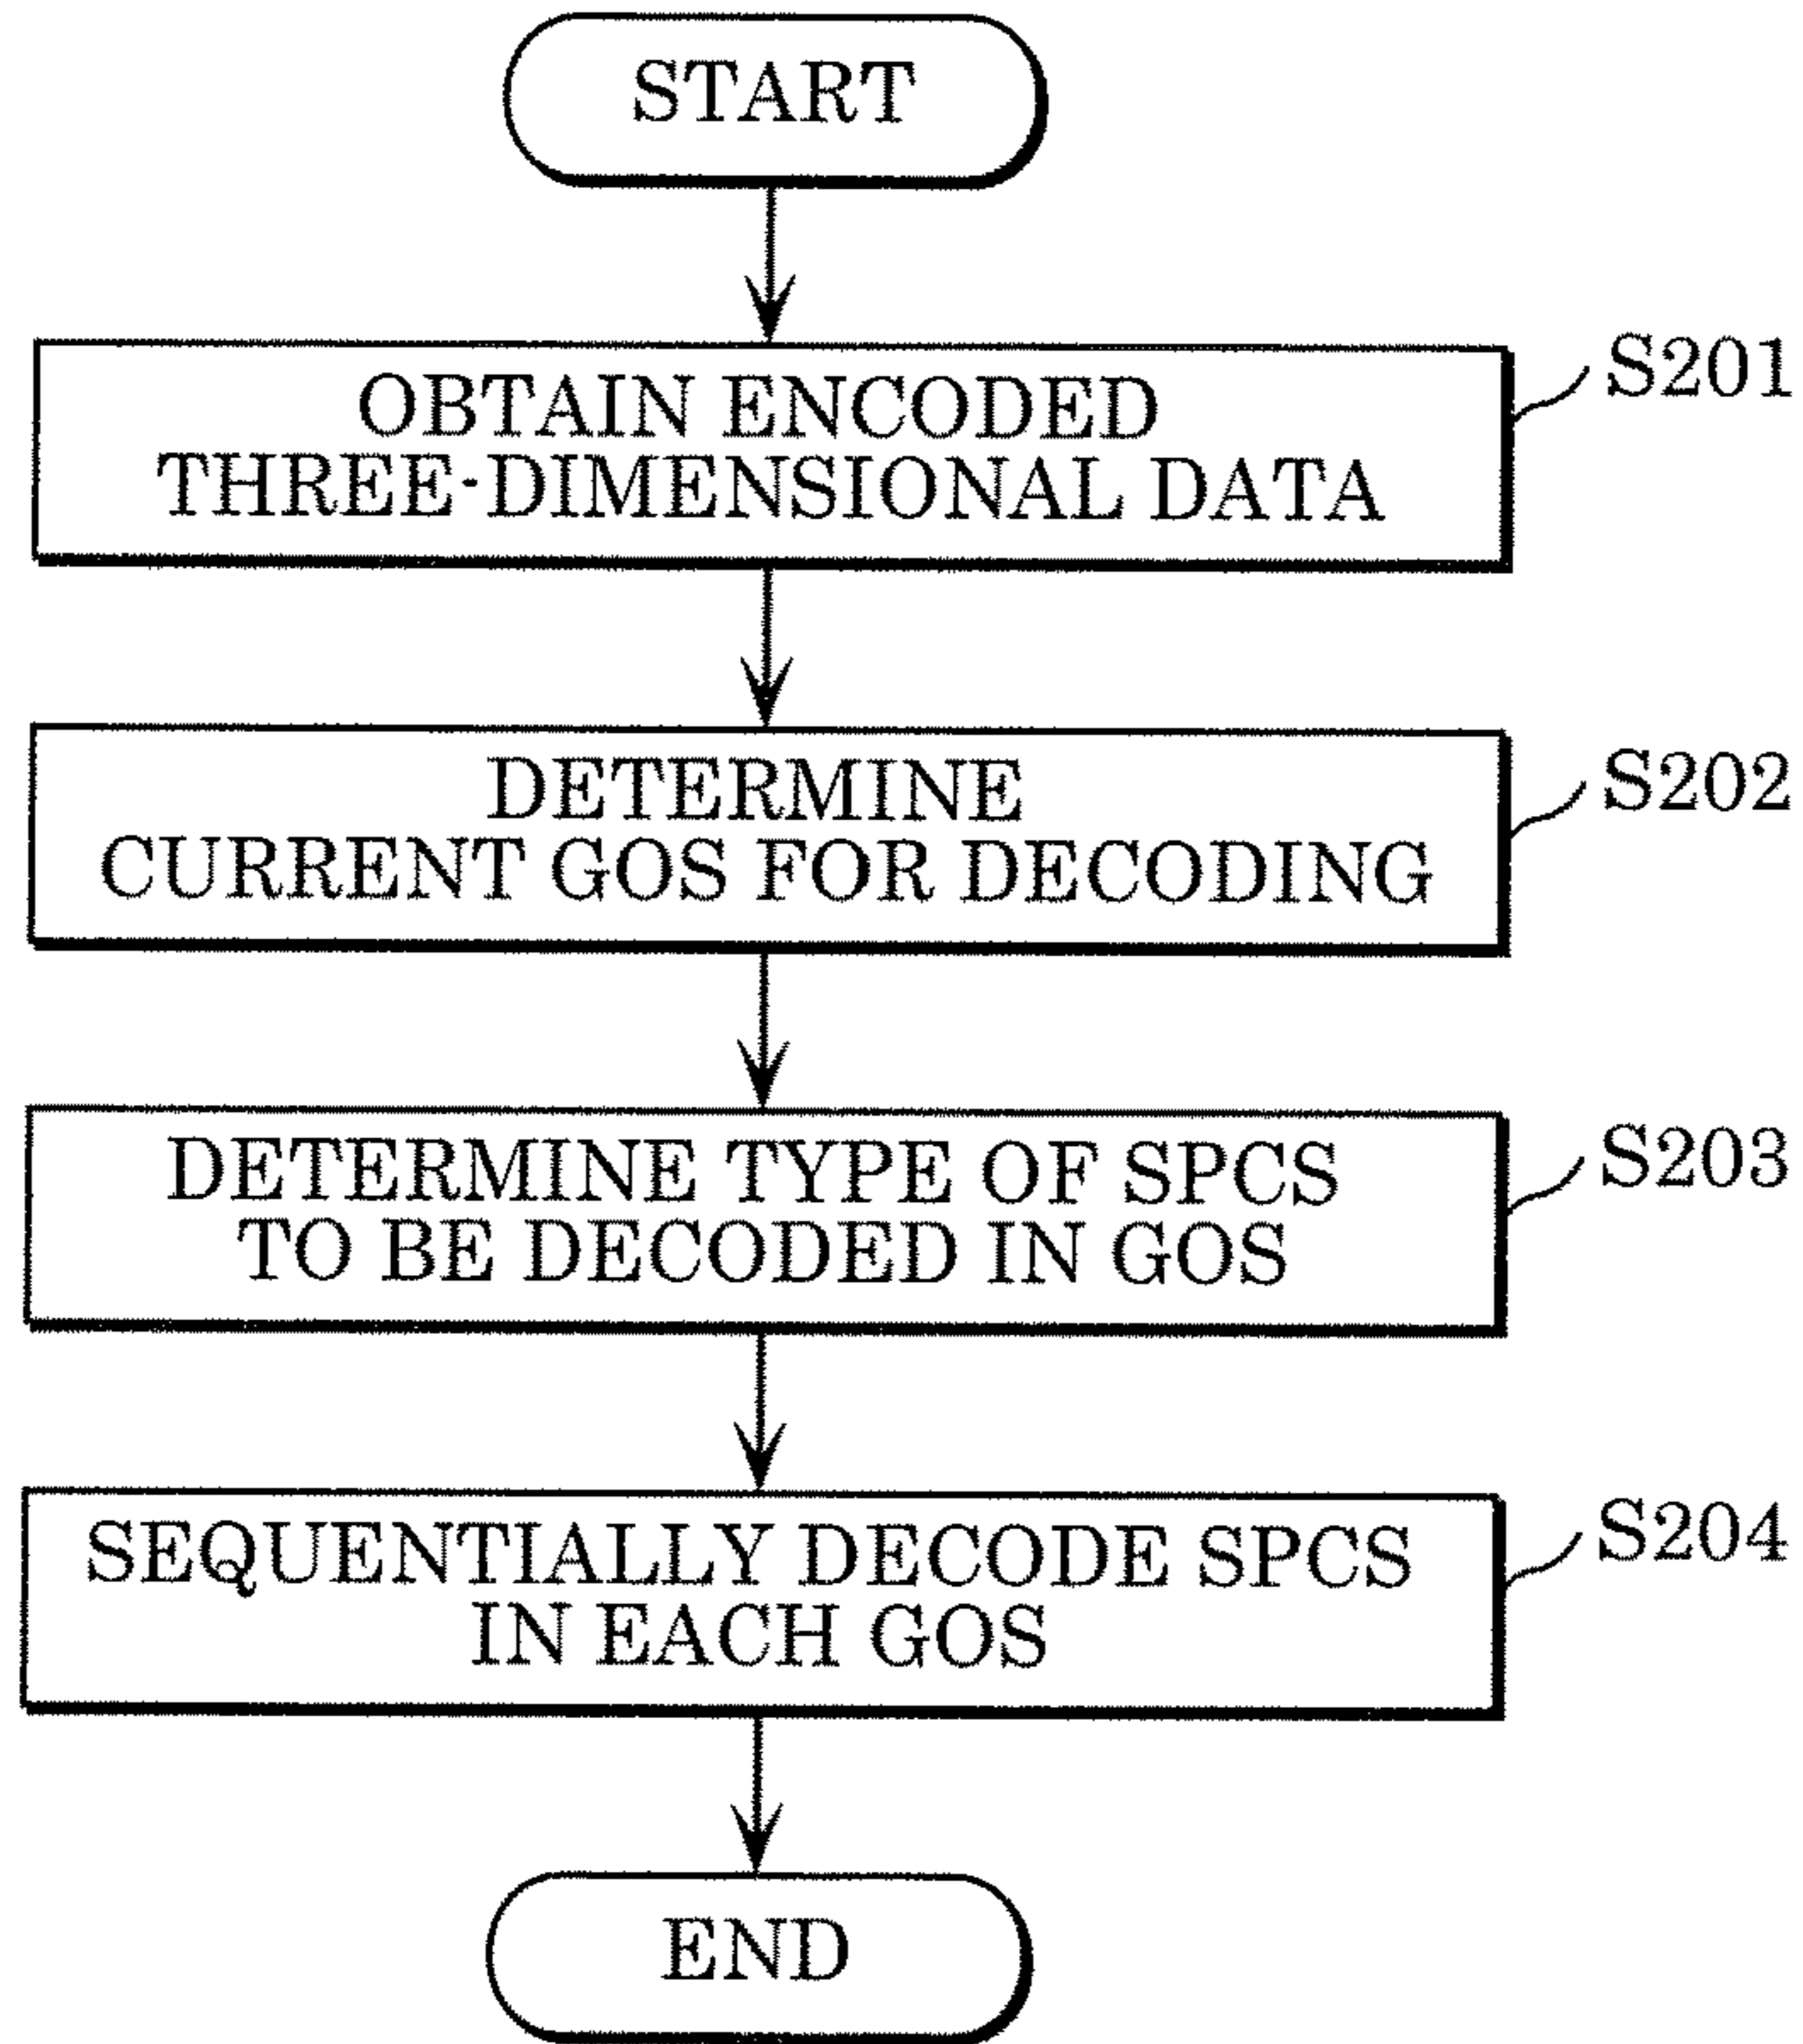 START
OBTAIN ENCODED
THREE-DIMENSIONAL DATA
S201
DETERMINE
CURRENT GOS FOR DECODING
S202
DETERMINE TYPE OF SPCS
TO BE DECODED IN GOS
S203
SEQUENTIALLY DECODE SPCS
IN EACH GOS
S204
END